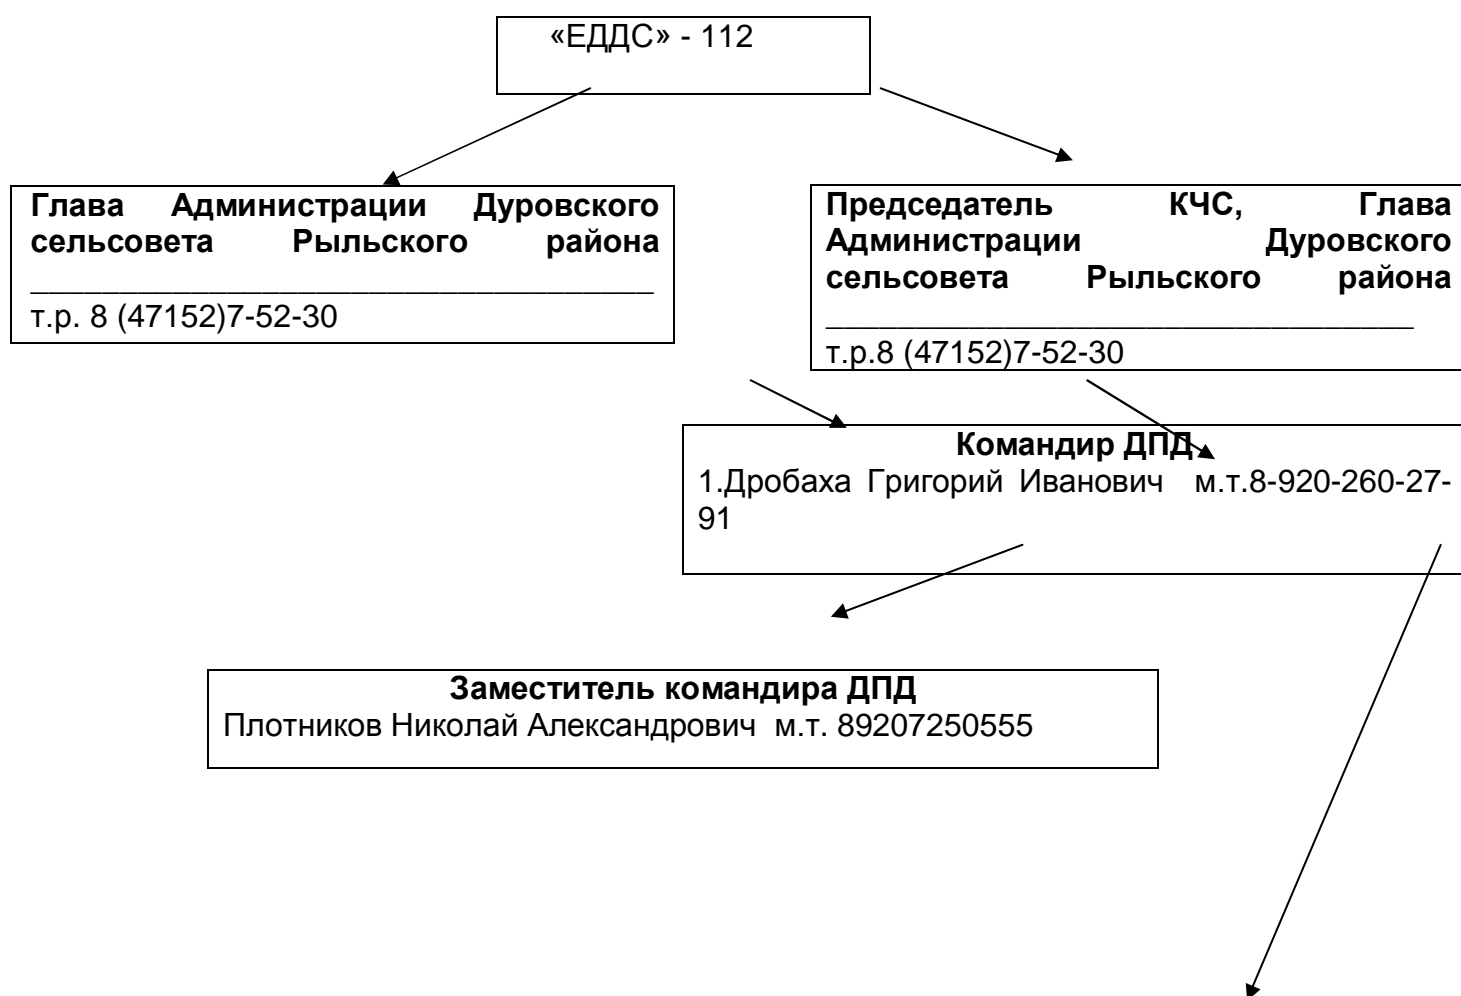 «ЕДДС» - 112
Глава Администрации Дуровского
сельсовета Рыльского района
___________________________________
т.р. 8 (47152)7-52-30
Председатель КЧС, Глава
Администрации Дуровского
сельсовета Рыльского района
_________________________________
т.р.8 (47152)7-52-30
Командир ДПД
1.Дробаха Григорий Иванович м.т.8-920-260-27-
91
Заместитель командира ДПД
Плотников Николай Александрович м.т. 89207250555